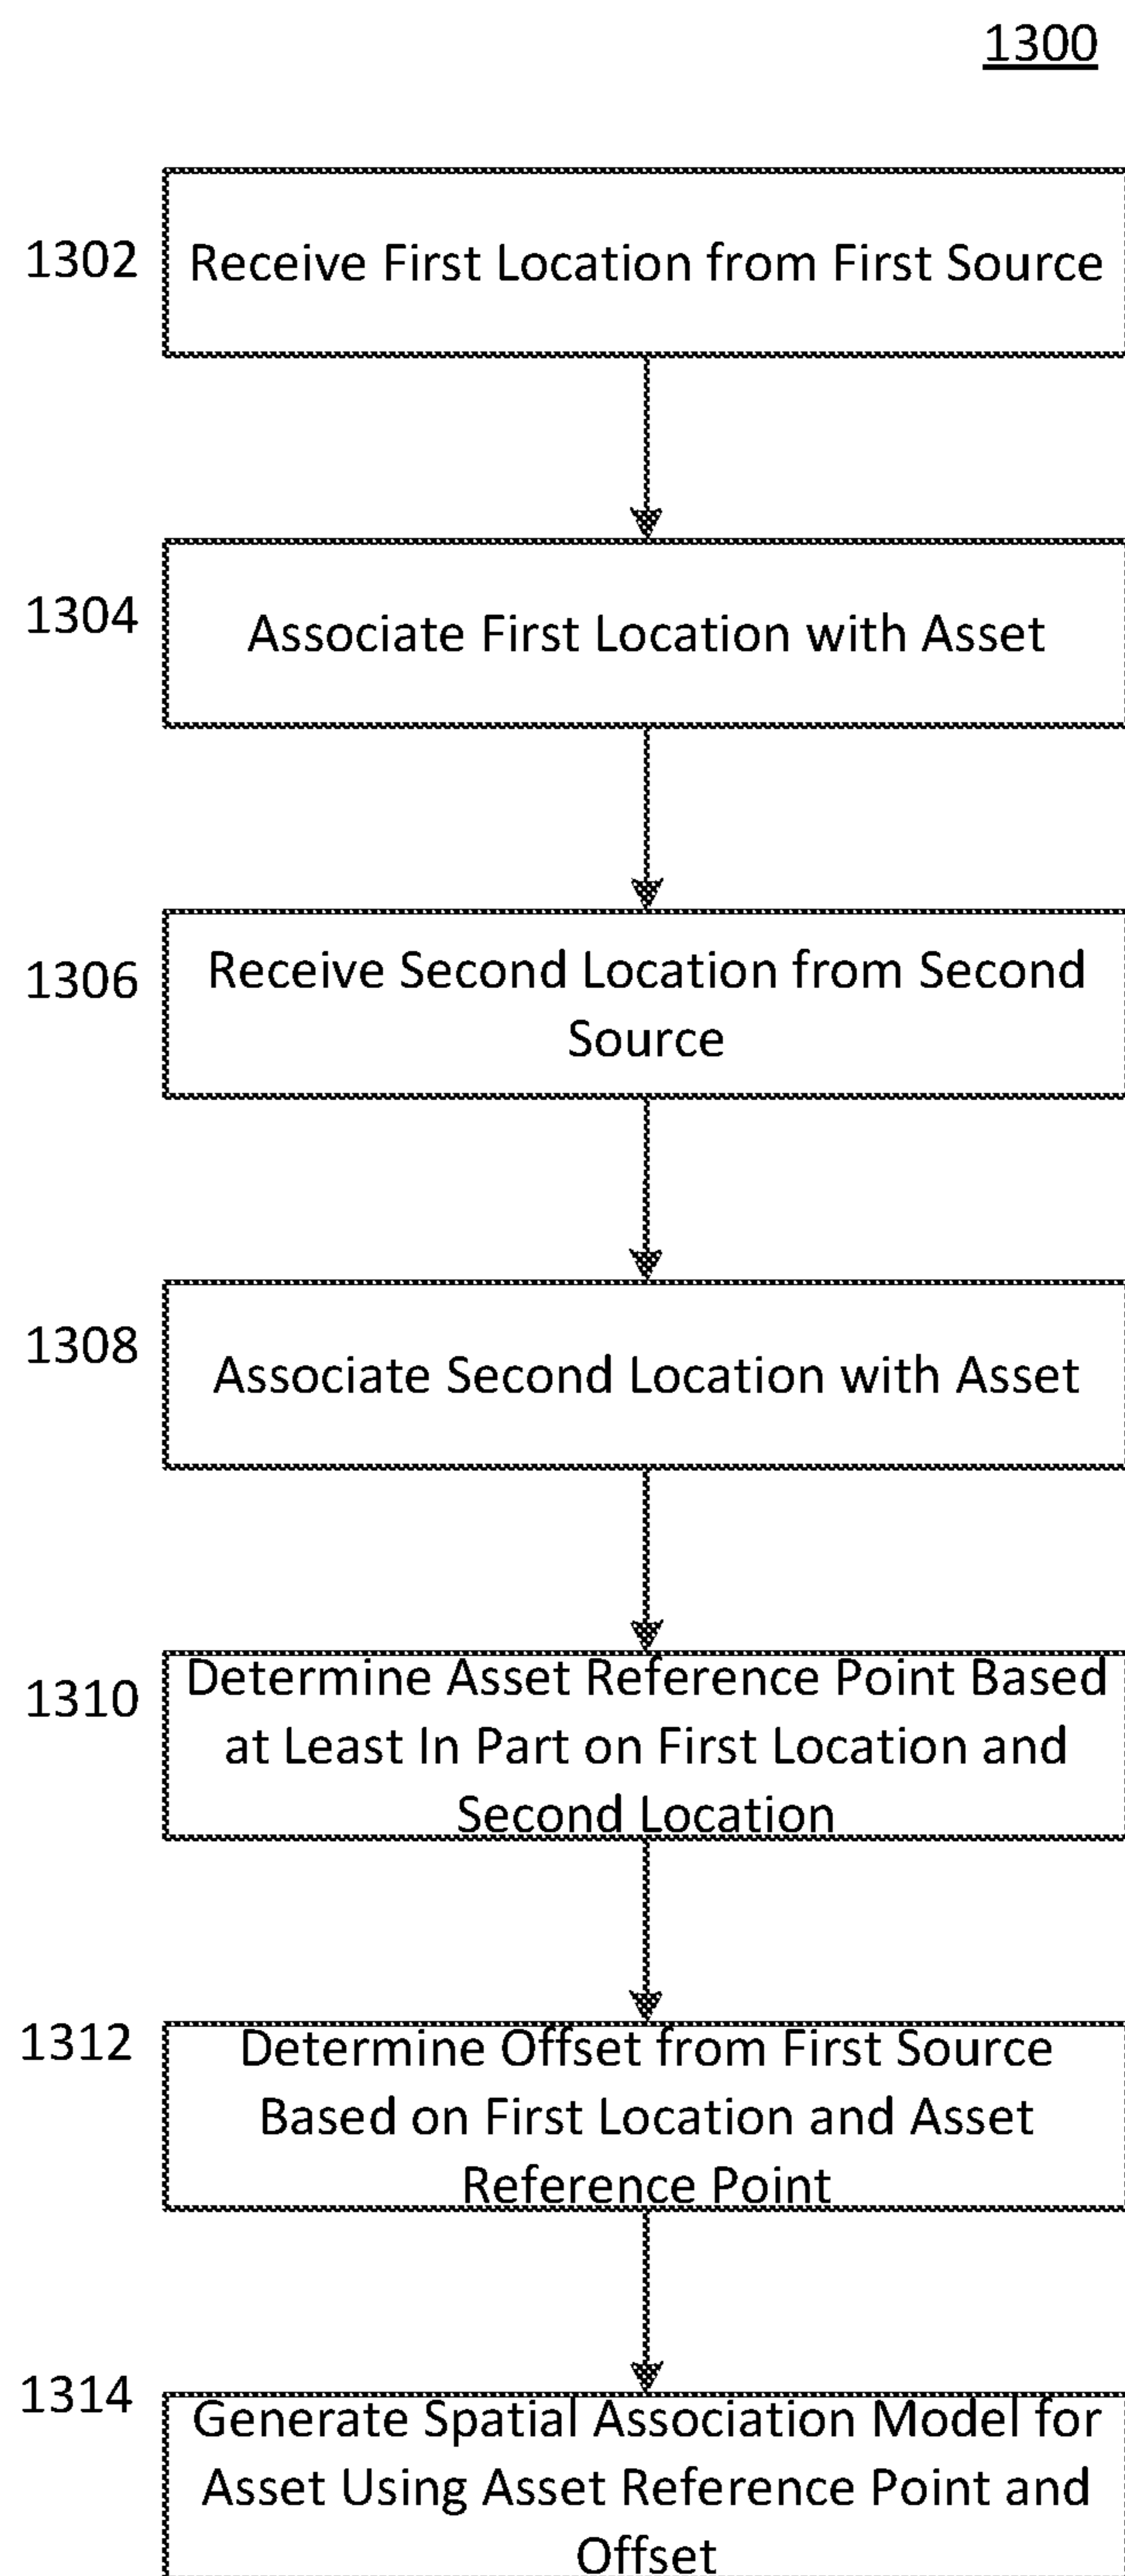 1300
1302
Receive First Location from First Source
1304
Associate First Location with Asset
1306
Receive Second Location from Second
Source
1308
Associate Second Location with Asset
1310
Determine Asset Reference Point Based
at Least In Part on First Location and
Second Location
1312
Determine Offset from First Source
Based on First Location and Asset
Reference Point
1314
Generate Spatial Association Model for
Asset Using Asset Reference Point and
Offset